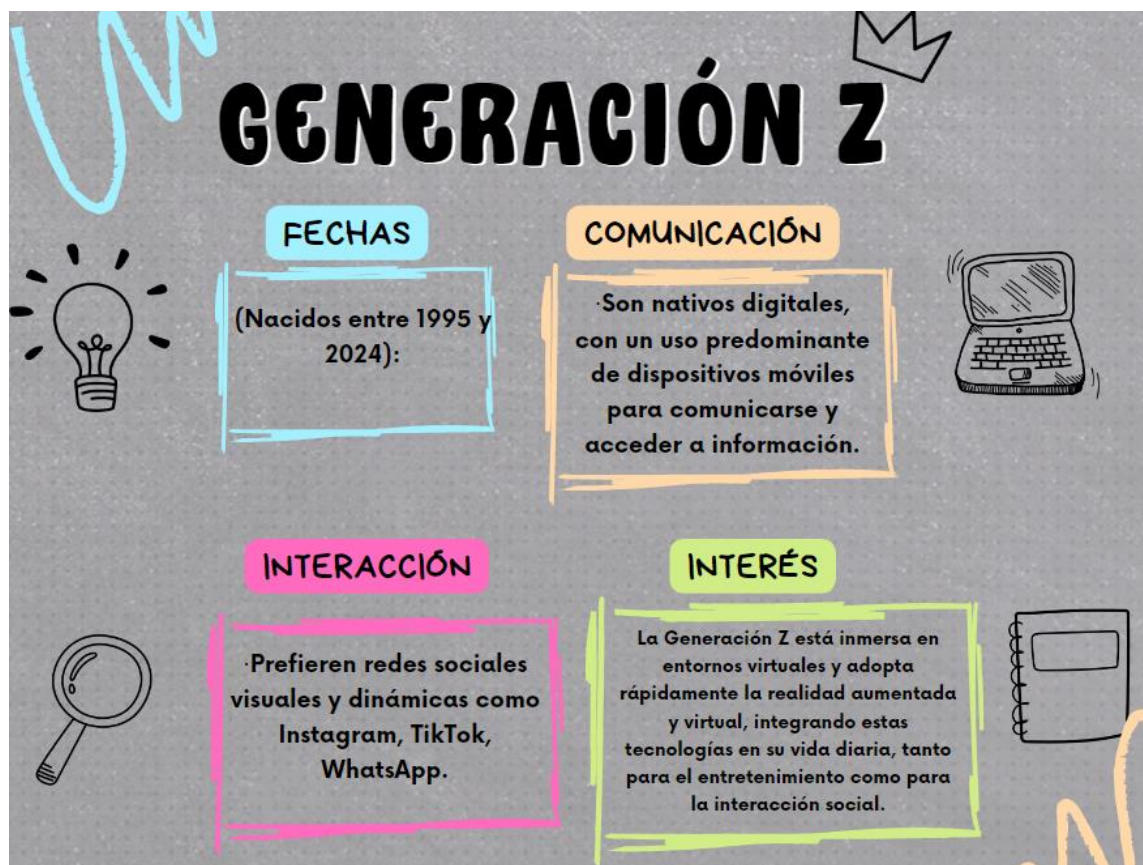 GENERACIÓN Z
FECHAS
(Nacidos entre 1995 y
2024):
COMUNICACIÓN
·Son nativos digitales,
con un uso predominante
de dispositivos móviles
para comunicarse y
acceder a información.
INTERACCIÓN
·Prefieren redes sociales
visuales y dinámicas como
Instagram, TikTok,
WhatsApp.
INTERÉS
La Generación Z está inmersa en
entornos virtuales y adopta
rápidamente la realidad aumentada
y virtual, integrando estas
tecnologías en su vida diaria, tanto
para el entretenimiento como para
la interacción social.